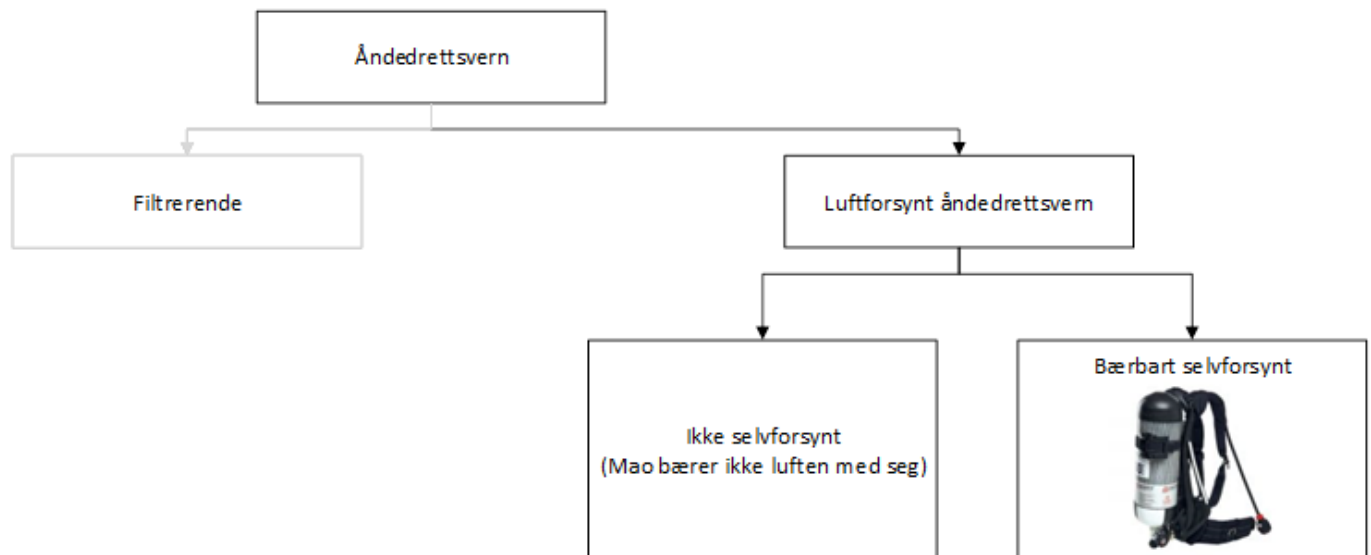 Åndedrettsvern
Filtrerende
Luftforsynt åndedrettsvern
Ikke selvforsynt
(Mao bærer ikke luften med seg)
Bærbart selvforsynt